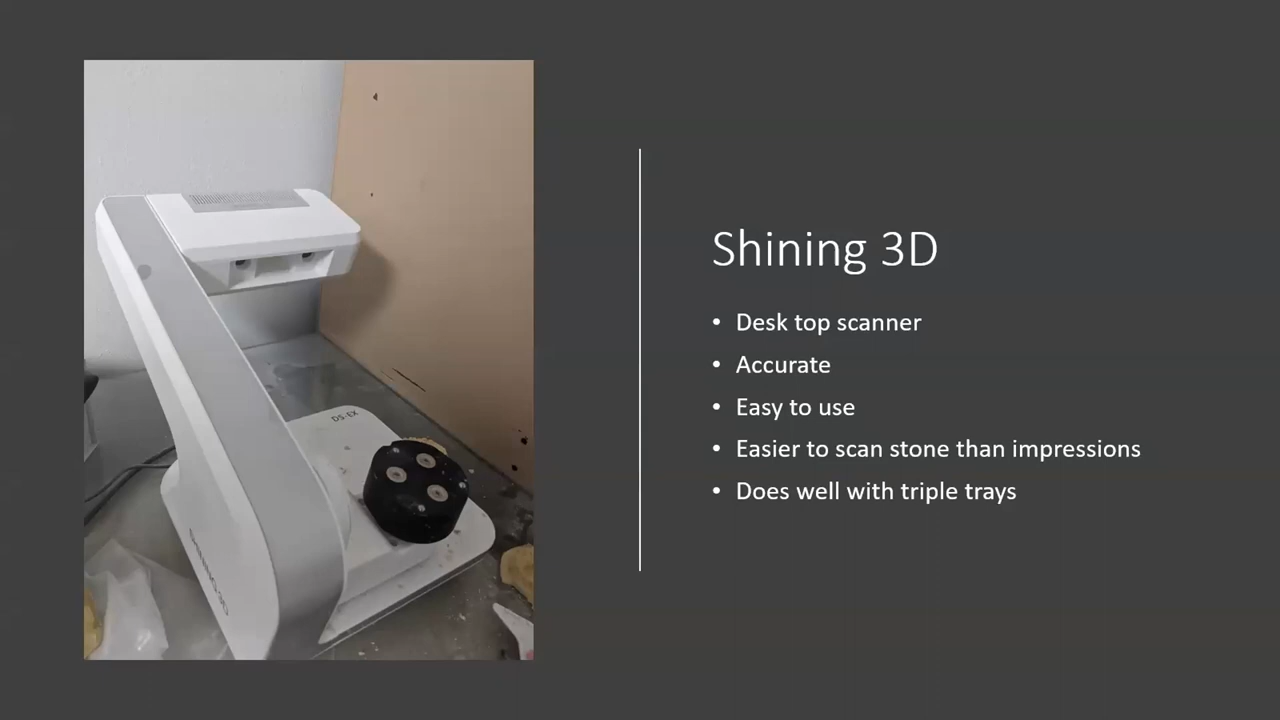 DS-EX
SHINING3D
Shining 3D
• Desk top scanner
• Accurate
• Easy to use
• Easier to scan stone than impressions
• Does well with triple trays